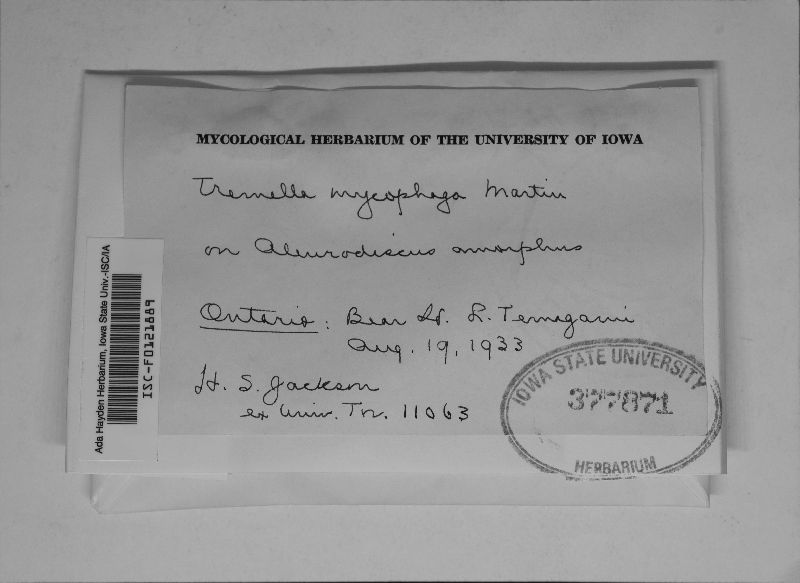 MYCOLOGICAL HERBARIUM OF THE UNIVERSITY OF IOWA
Tremella mycophaga Martin
on Aleurodiscus amorphus
Ontario: Bear Id. L. Temagami
Aug. 19, 1933
H. S. Jackson
ex Univ. Tn. 11063
Ada Hayden Herbarium, Iowa State Univ.-ISC/IA
ISC-F0121889
IOWA STATE UNIVERSITY
377871
HERBARIUM